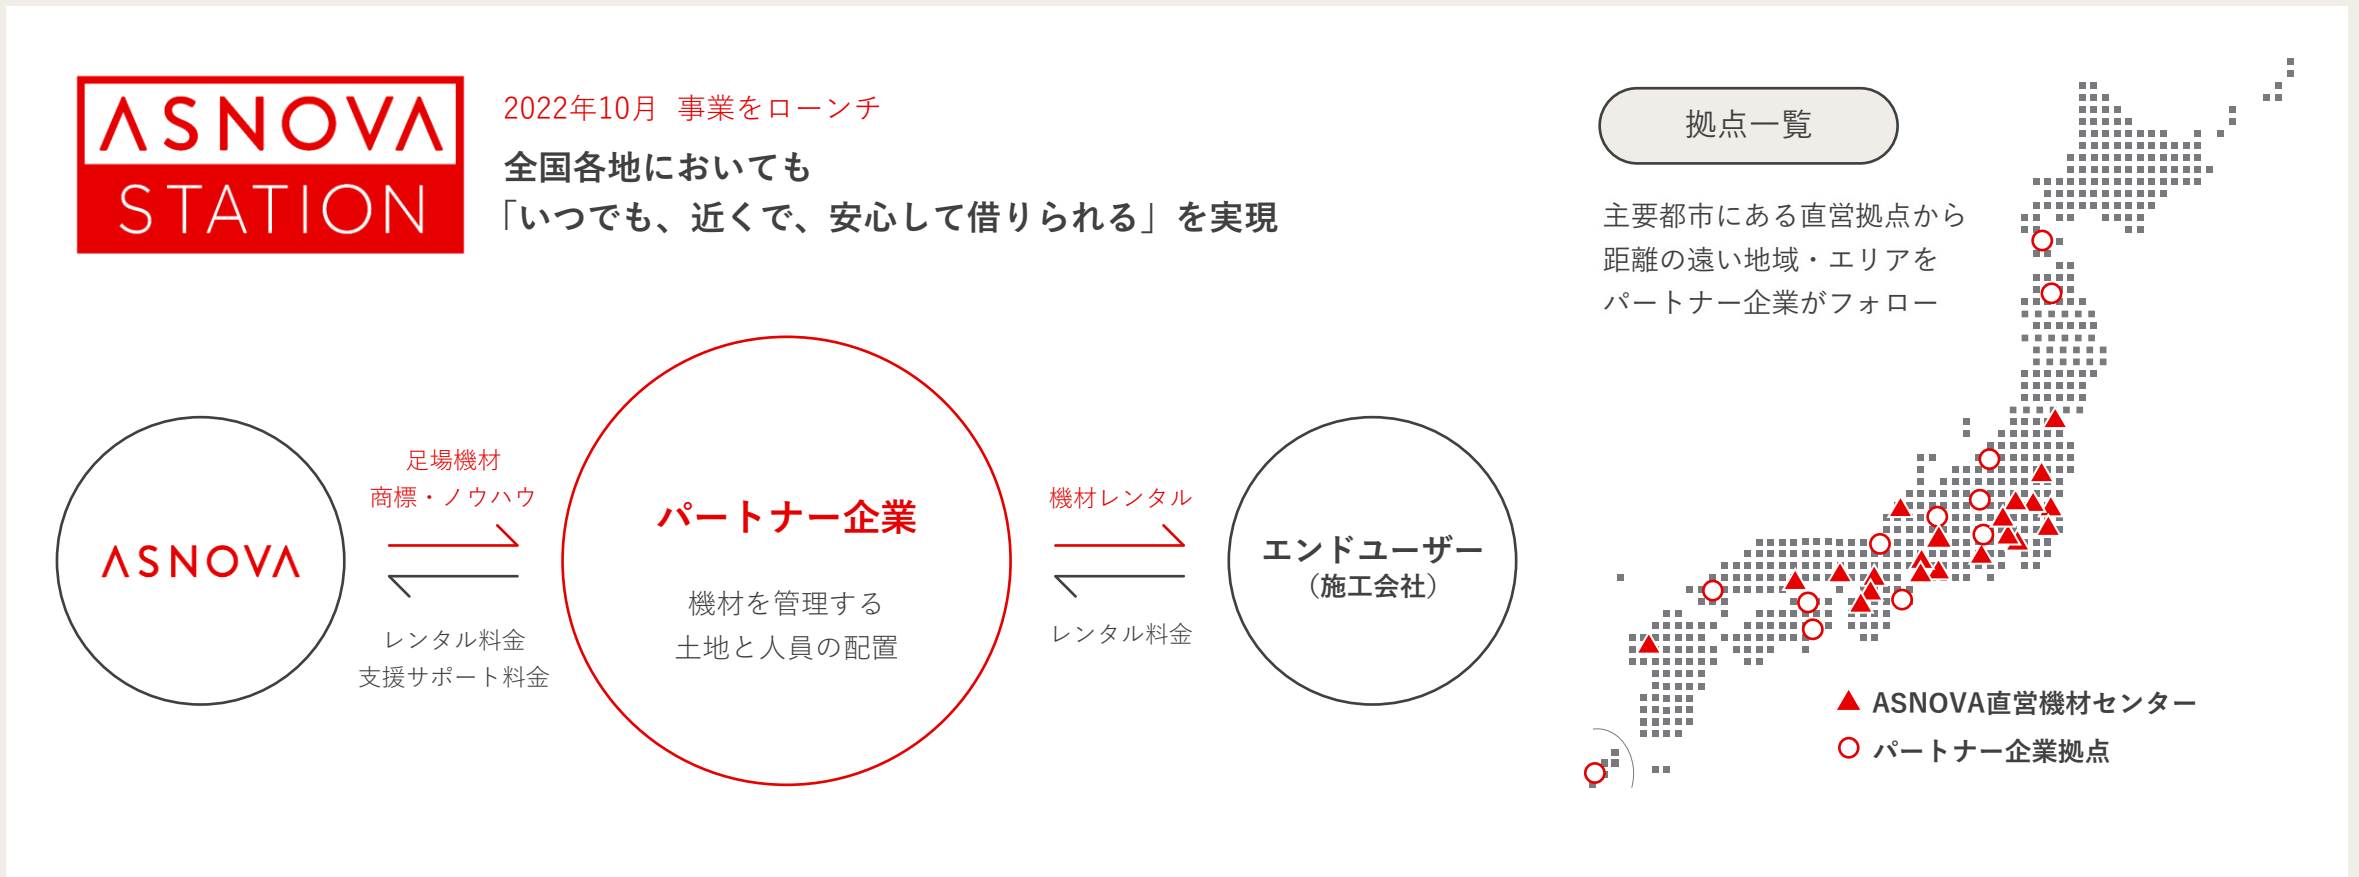 ASNOVA
STATION
2022年10月 事業をローンチ
全国各地においても
「いつでも、近くで、安心して借りられる」を実現
ASNOVA
足場機材
商標・ノウハウ
レンタル料金
支援サポート料金
パートナー企業
機材を管理する
土地と人員の配置
機材レンタル
レンタル料金
エンドユーザー
（施工会社）
拠点一覧
主要都市にある直営拠点から
距離の遠い地域・エリアを
パートナー企業がフォロー
ASNOVA直営機材センター
パートナー企業拠点